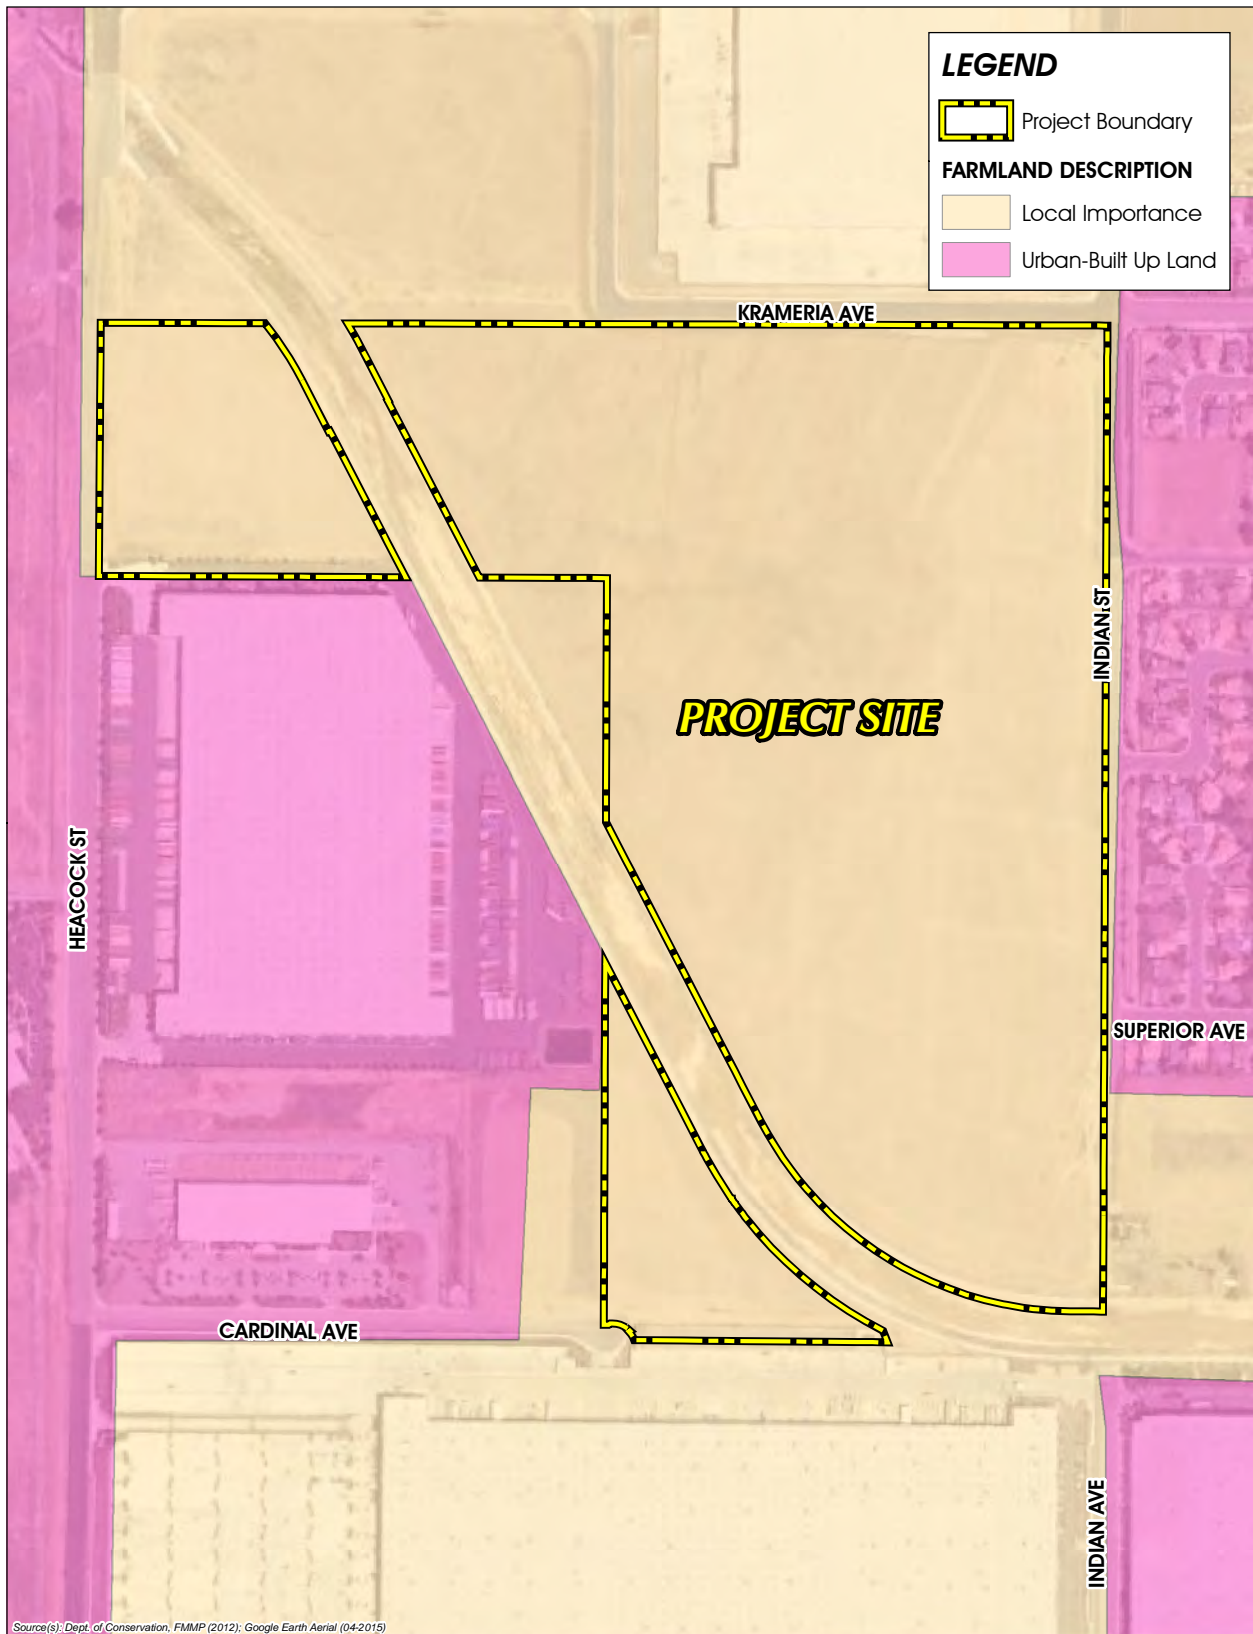 LEGEND
Project Boundary
FARMLAND DESCRIPTION
Local Importance
Urban-Built Up Land
KRAMERIA AVE
INDIAN ST
PROJECT SITE
HEACOCK ST
SUPERIOR AVE
CARDINAL AVE
INDIAN AVE
Source(s): Dept. of Conservation, FMMP (2012); Google Earth Aerial (04-2015)